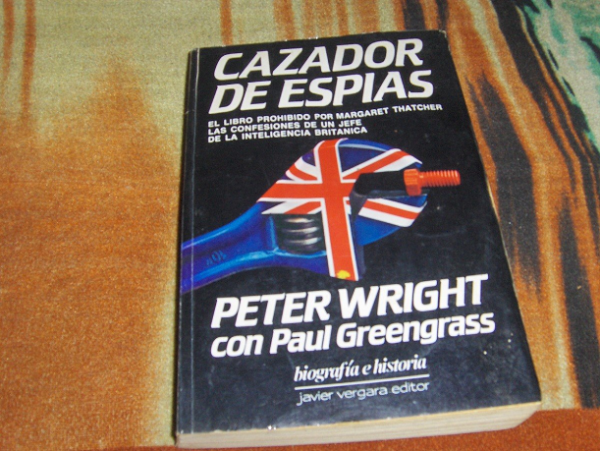 CAZADOR
DE ESPIAS
EL LIBRO PROHIBIDO POR MARGARET THATCHER
LAS CONFESIONES DE UN JEFE
DE LA INTELIGENCIA BRITANICA
PETER WRIGHT
con Paul Greengrass
biografía e historia
javier vergara editor